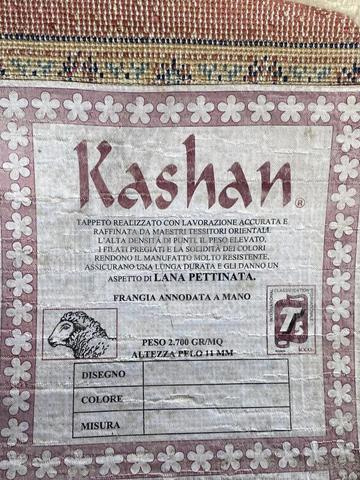 Kashan®
TAPPETO REALIZZATO CON LAVORAZIONE ACCURATA E
RAFFINATA DA MAESTRI TESSITORI ORIENTALI.
L'ALTA DENSITÀ DI PUNTI, IL PESO ELEVATO,
I FILATI PREGIATI E LA SOLIDITÀ DEI COLORI
RENDONO IL MANUFATTO MOLTO RESISTENTE,
ASSICURANO UNA LUNGA DURATA E GLI DANNO UN
ASPETTO DI LANA PETTINATA.
FRANGIA ANNODATA A MANO
PESO 2.700 GR/MQ
ALTEZZA PELO 11 MM
DISEGNO
COLORE
MISURA